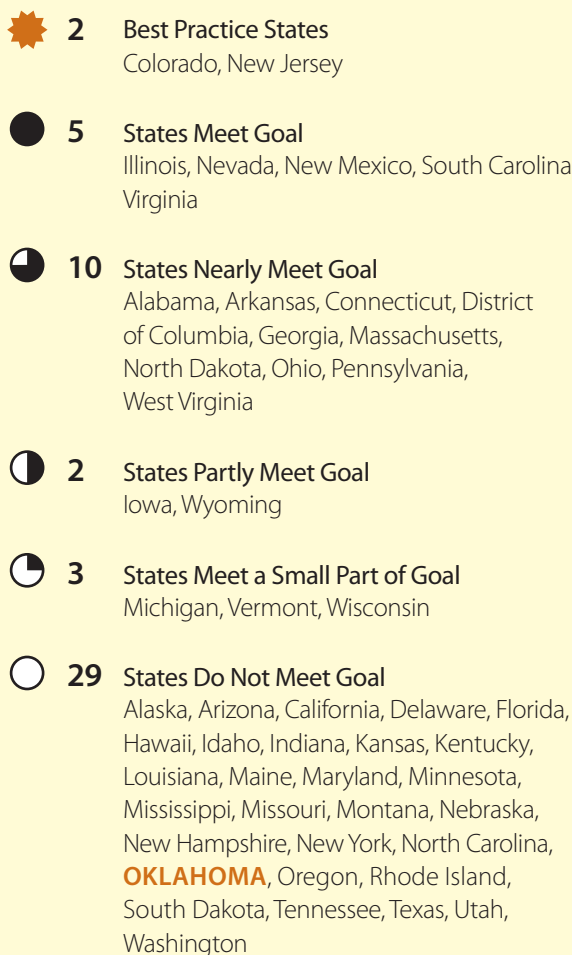 2 Best Practice States
Colorado, New Jersey
5 States Meet Goal
Illinois, Nevada, New Mexico, South Carolina
Virginia
10 States Nearly Meet Goal
Alabama, Arkansas, Connecticut, District
of Columbia, Georgia, Massachusetts,
North Dakota, Ohio, Pennsylvania,
West Virginia
2 States Partly Meet Goal
Iowa, Wyoming
3 States Meet a Small Part of Goal
Michigan, Vermont, Wisconsin
29 States Do Not Meet Goal
Alaska, Arizona, California, Delaware, Florida,
Hawaii, Idaho, Indiana, Kansas, Kentucky,
Louisiana, Maine, Maryland, Minnesota,
Mississippi, Missouri, Montana, Nebraska,
New Hampshire, New York, North Carolina,
OKLAHOMA, Oregon, Rhode Island,
South Dakota, Tennessee, Texas, Utah,
Washington